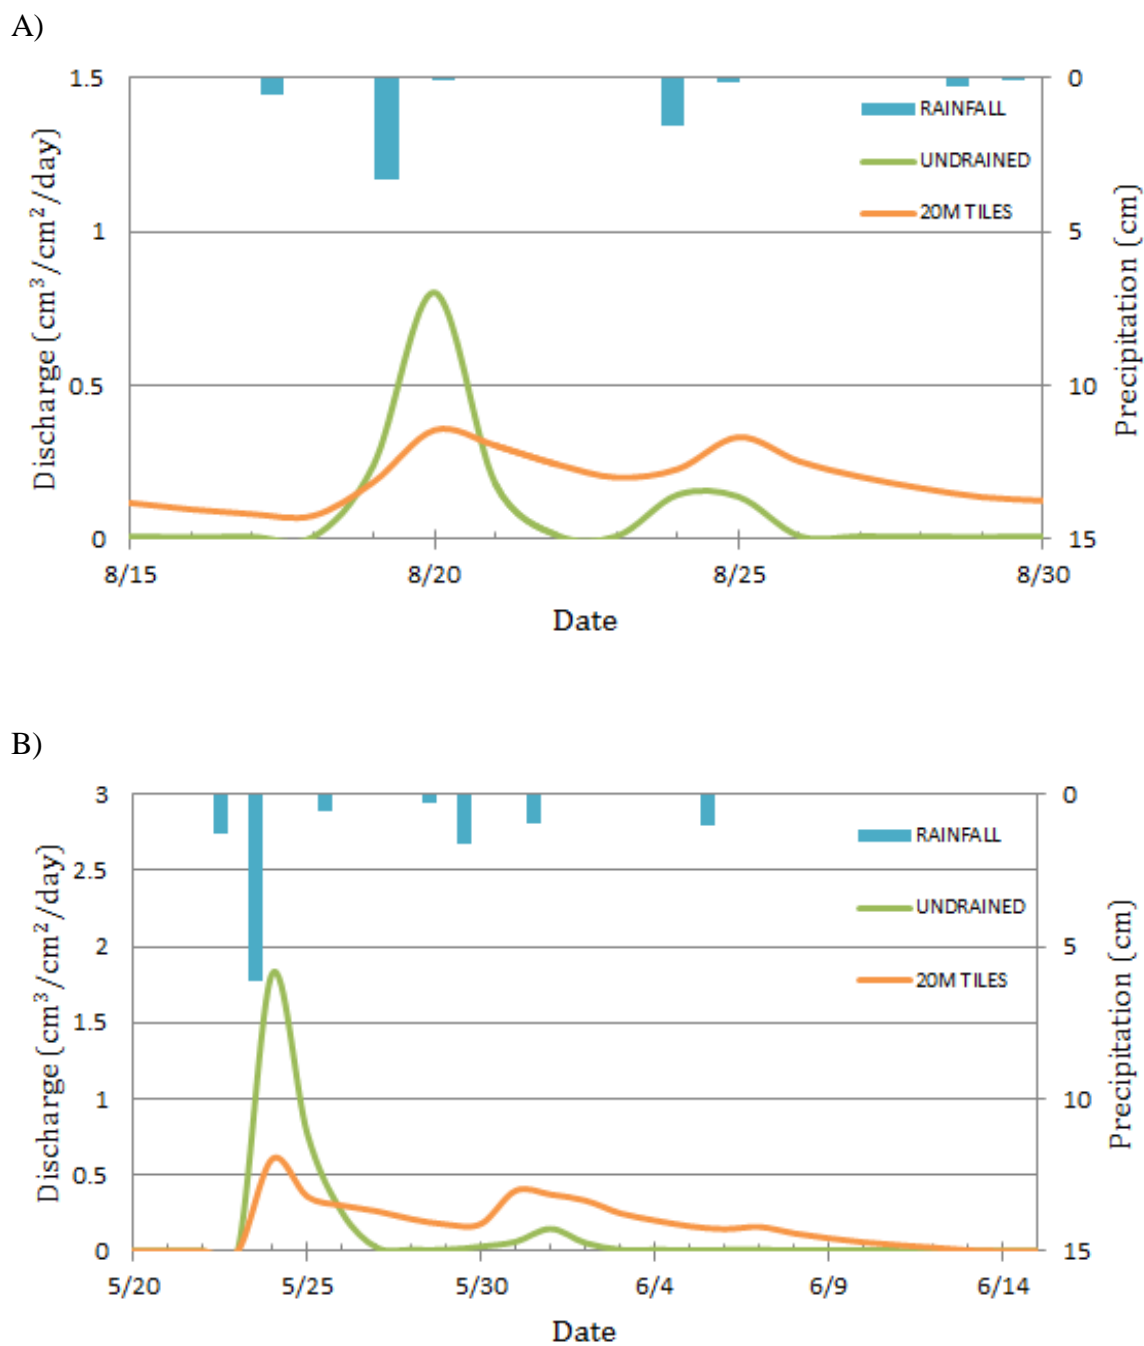 A)
1.5
1
0.5
0
0
5
10
15
Discharge (cm³/cm²/day)
Precipitation (cm)
RAINFALL
UNDRAINED
20M TILES
8/15
8/20
8/25
8/30
Date
B)
3
2.5
2
1.5
1
0.5
0
0
5
10
15
Discharge (cm³/cm²/day)
Precipitation (cm)
RAINFALL
UNDRAINED
20M TILES
5/20
5/25
5/30
6/4
6/9
6/14
Date